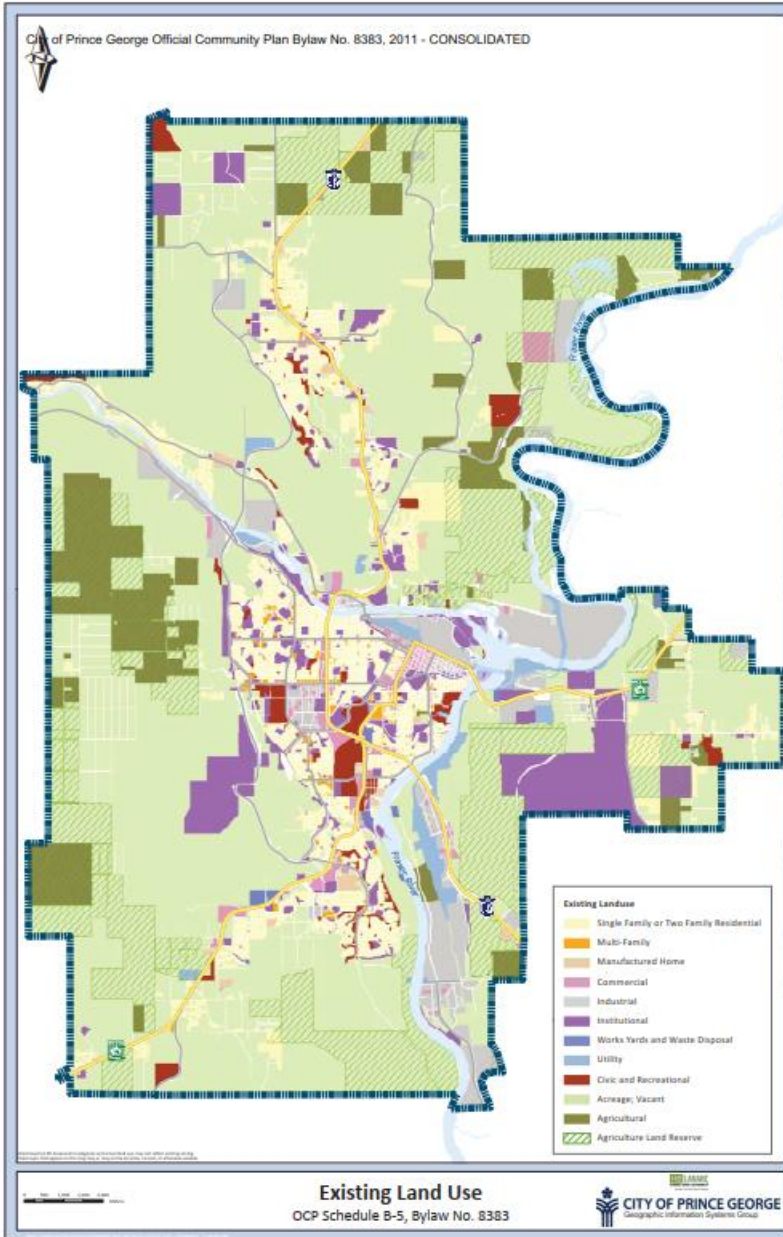 City of Prince George Official Community Plan Bylaw No. 8383, 2011 - CONSOLIDATED
Fraser River
Fraser River
Existing Landuse
Single Family or Two Family Residential
Multi-Family
Manufactured Home
Commercial
Industrial
Institutional
Works Yards and Waste Disposal
Utility
Civic and Recreational
Acreage; Vacant
Agricultural
Agriculture Land Reserve
Existing Land Use
OCP Schedule B-5, Bylaw No. 8383
CITY OF PRINCE GEORGE
Geographic Information Systems Group